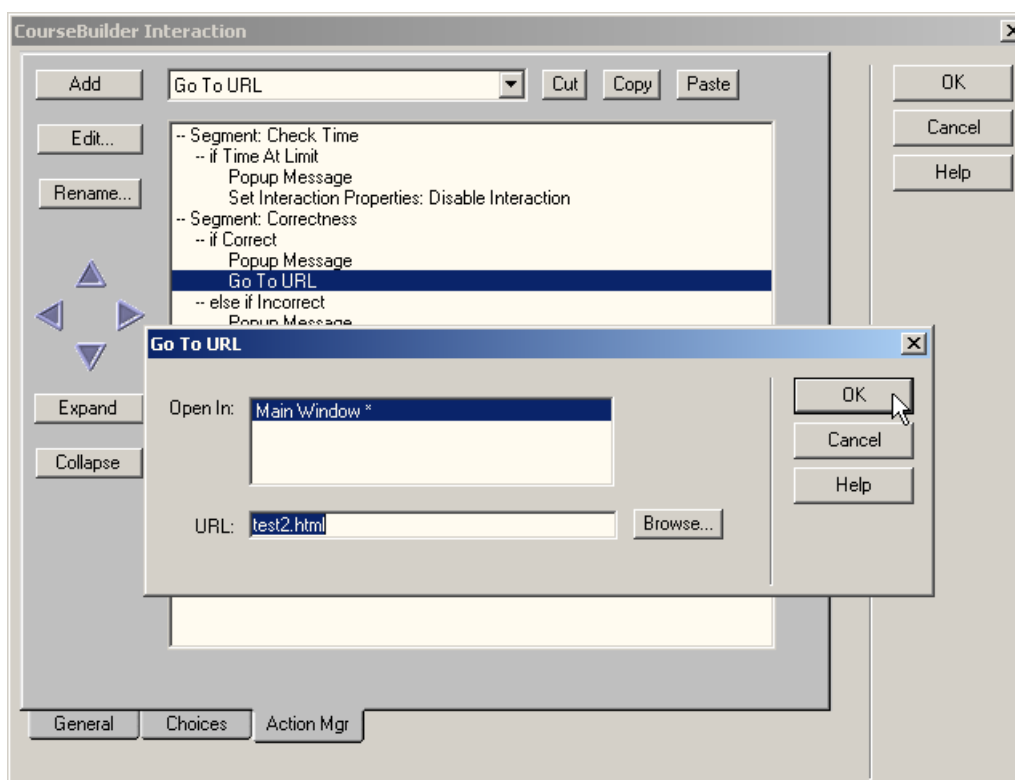 CourseBuilder Interaction
Add
Go To URL
Cut
Copy
Paste
OK
Edit...
Cancel
Rename...
Help
-- Segment: Check Time
-- if Time At Limit
Popup Message
Set Interaction Properties: Disable Interaction
-- Segment: Correctness
-- if Correct
Popup Message
Go To URL
-- else if Incorrect
Popup Message
Expand
Collapse
Go To URL
Open In:
Main Window *
OK
Cancel
Help
URL:
test2.html
Browse...
General
Choices
Action Mgr